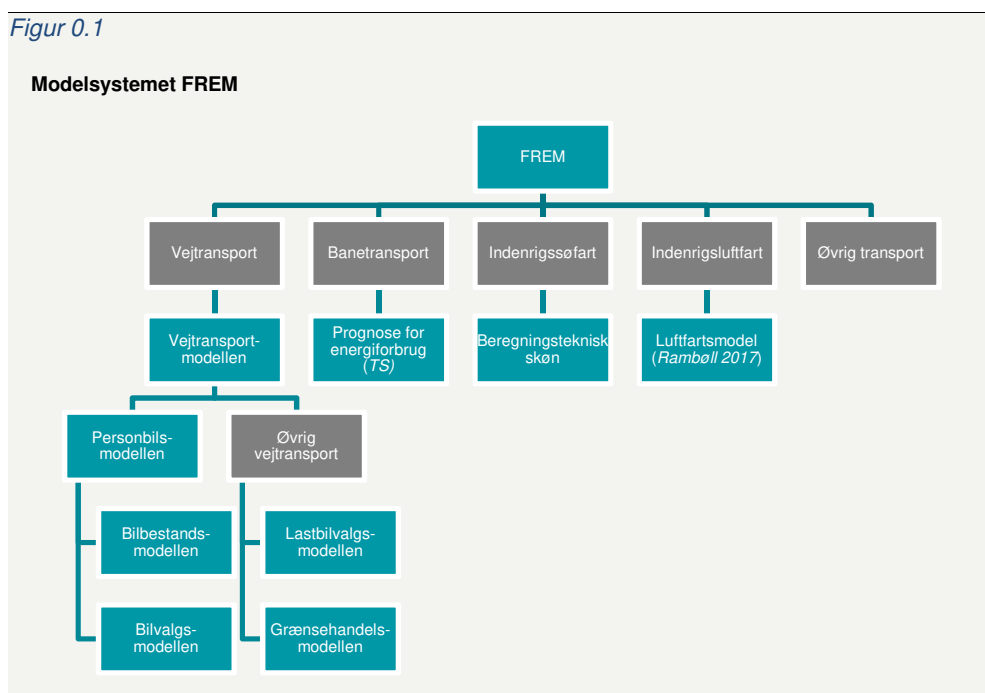 Figur 0.1
Modelsystemet FREM
FREM
Vejtransport
Banetransport
Indenrigssøfart
Indenrigsluftfart
Øvrig transport
Vejtransport-
modellen
Prognose for
energiforbrug
(TS)
Beregningsteknisk
skøn
Luftfartsmodel
(Rambøll 2017)
Personbils-
modellen
Øvrig
vejtransport
Bilbestands-
modellen
Lastbilvalgs-
modellen
Bilvalgs-
modellen
Grænsehandels-
modellen